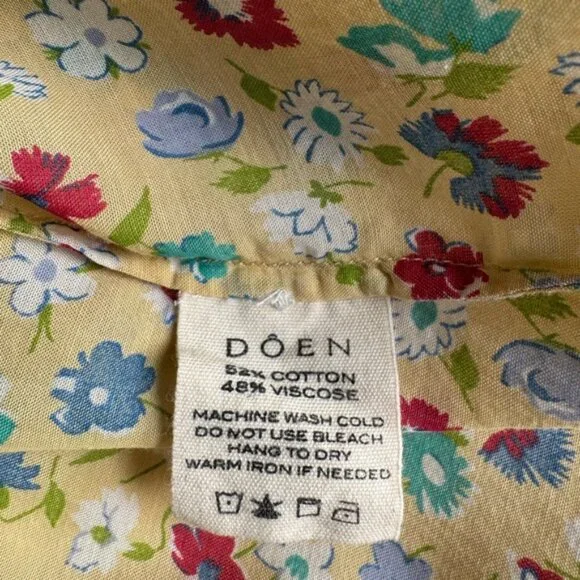 DÔEN
52% COTTON
48% VISCOSE
MACHINE WASH COLD
DO NOT USE BLEACH
HANG TO DRY
WARM IRON IF NEEDED